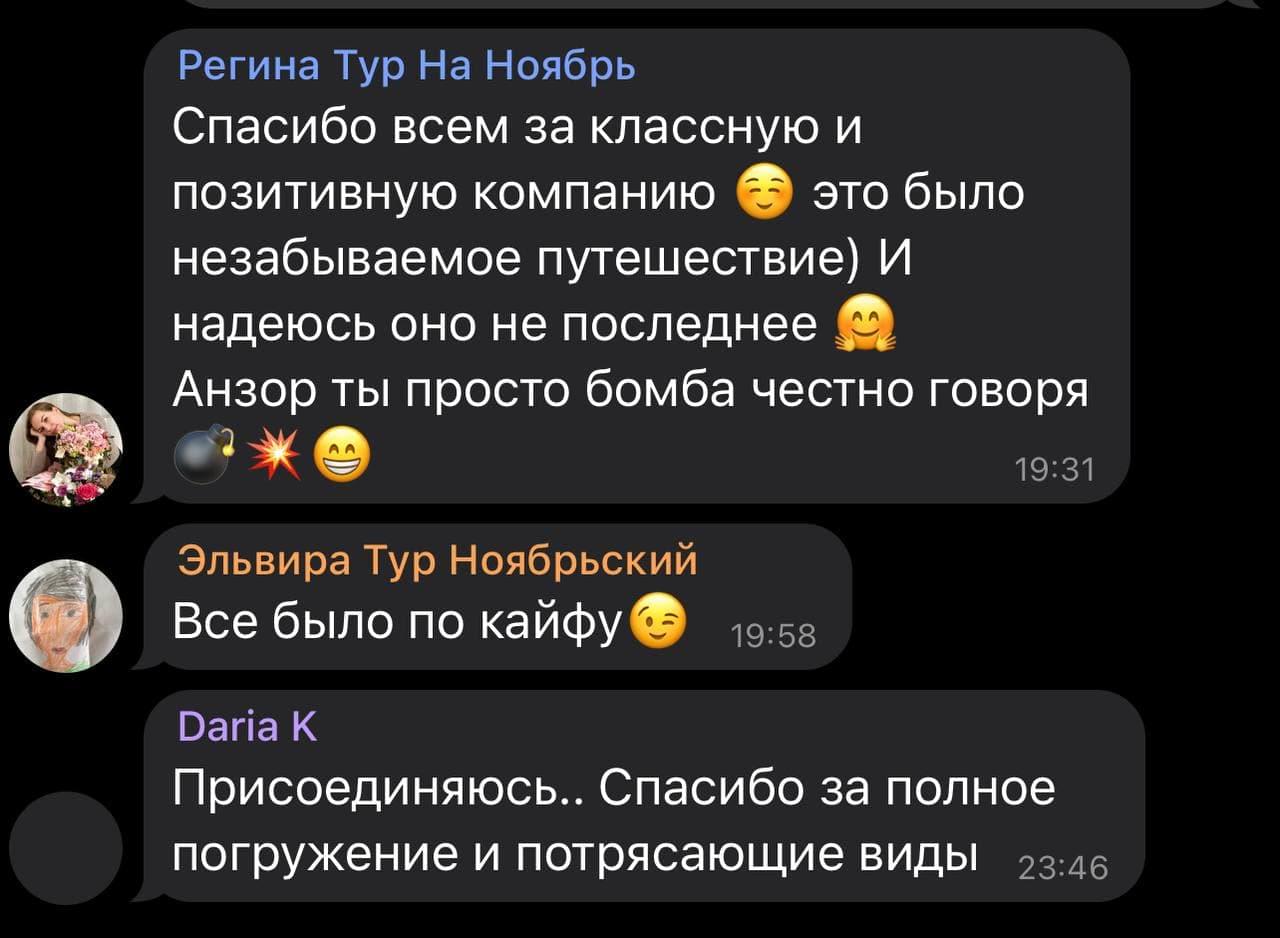 Регина Тур На Ноябрь
Спасибо всем за классную и
позитивную компанию ☺️ это было
незабываемое путешествие) И
надеюсь оно не последнее 🤗
Анзор ты просто бомба честно говоря
💣💥😁 19:31
Эльвира Тур Ноябрьский
Все было по кайфу😉 19:58
Daria K
Присоединяюсь.. Спасибо за полное
погружение и потрясающие виды 23:46